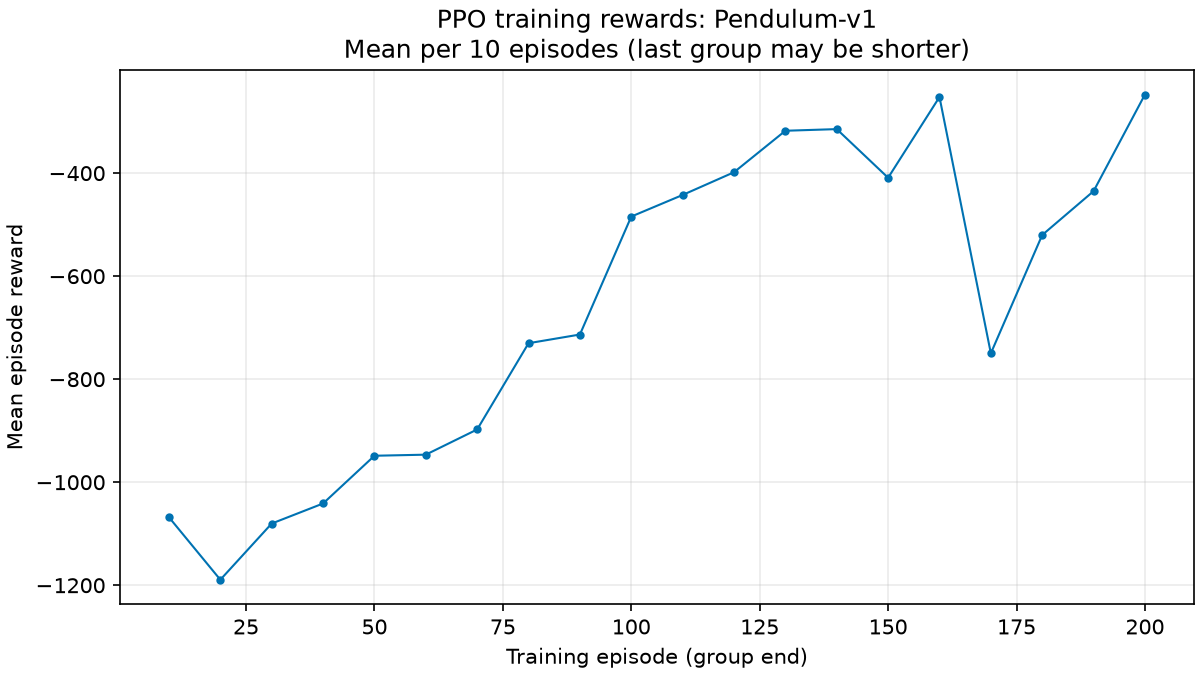 PPO training rewards: Pendulum-v1
Mean per 10 episodes (last group may be shorter)
Mean episode reward
−400
−600
−800
−1000
−1200
25 50 75 100 125 150 175 200
Training episode (group end)